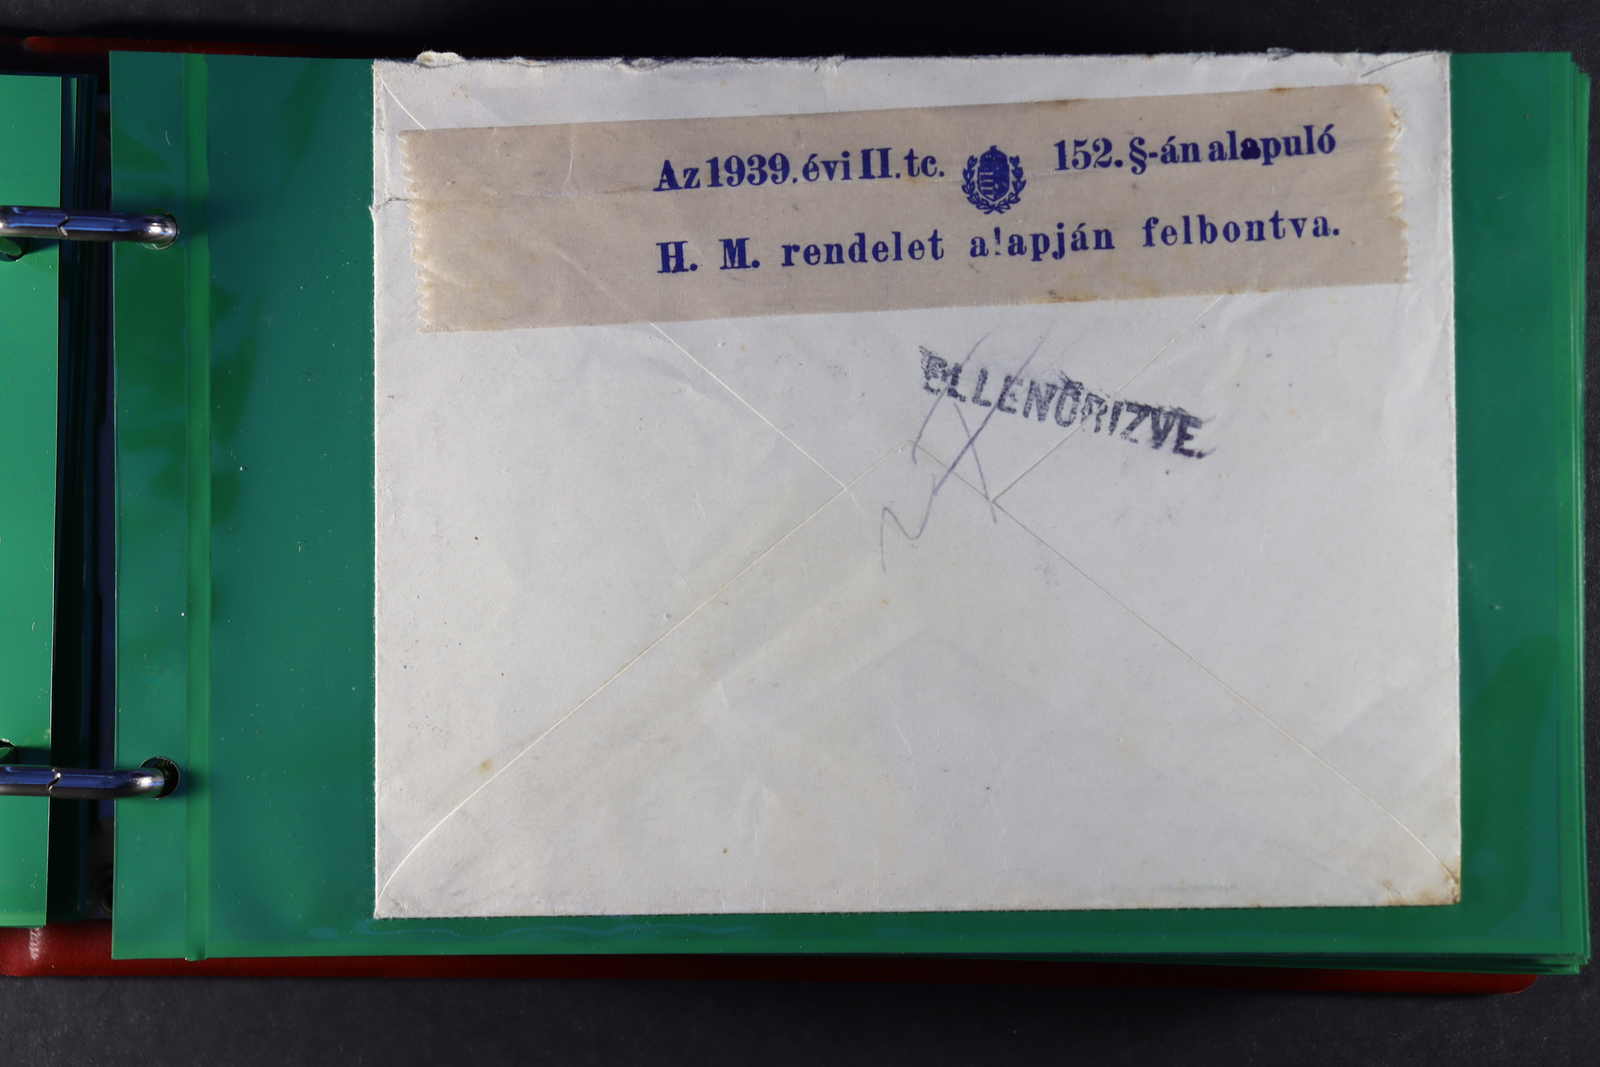 Az 1939. évi II. tc. 152. §-án alapuló
H. M. rendelet alapján felbontva.
ELLENŐRIZVE.